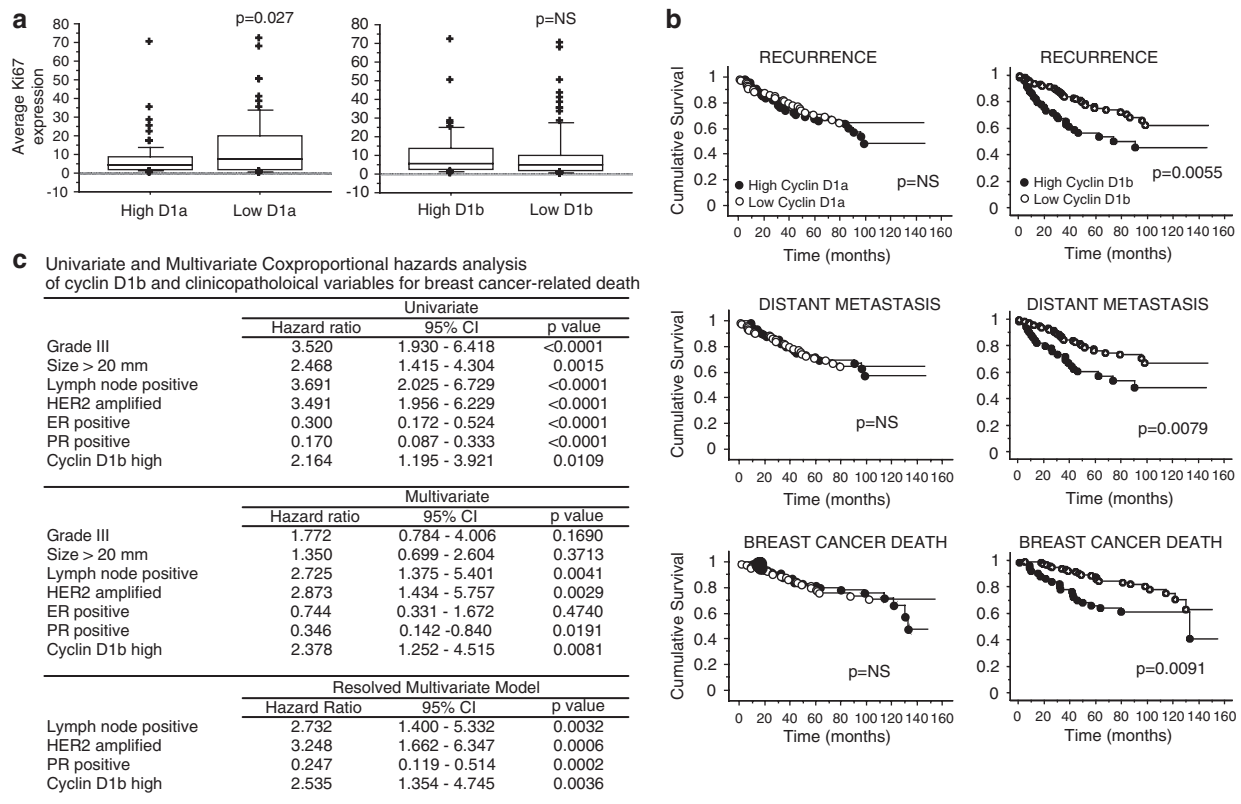 a
p=0.027
p=NS
Average Ki67
expression
80
70
60
50
40
30
20
10
0
-10
High D1a
Low D1a
80
70
60
50
40
30
20
10
0
-10
High D1b
Low D1b
b
RECURRENCE
Cumulative Survival
1
0.8
0.6
0.4
0.2
0
p=NS
High Cyclin D1a
Low Cyclin D1a
0 20 40 60 80 100 120 140 160
Time (months)
RECURRENCE
1
0.8
0.6
0.4
0.2
0
p=0.0055
High Cyclin D1b
Low Cyclin D1b
0 20 40 60 80 100 120 140 160
Time (months)
DISTANT METASTASIS
Cumulative Survival
1
0.8
0.6
0.4
0.2
0
p=NS
0 20 40 60 80 100 120 140 160
Time (months)
DISTANT METASTASIS
1
0.8
0.6
0.4
0.2
0
p=0.0079
0 20 40 60 80 100 120 140 160
Time (months)
BREAST CANCER DEATH
Cumulative Survival
1
0.8
0.6
0.4
0.2
0
p=NS
0 20 40 60 80 100 120 140 160
Time (months)
BREAST CANCER DEATH
1
0.8
0.6
0.4
0.2
0
p=0.0091
0 20 40 60 80 100 120 140 160
Time (months)
c
Univariate and Multivariate Coxproportional hazards analysis
of cyclin D1b and clinicopatholoical variables for breast cancer-related death
Univariate
Hazard ratio 95% CI p value
Grade III 3.520 1.930 - 6.418 <0.0001
Size > 20 mm 2.468 1.415 - 4.304 0.0015
Lymph node positive 3.691 2.025 - 6.729 <0.0001
HER2 amplified 3.491 1.956 - 6.229 <0.0001
ER positive 0.300 0.172 - 0.524 <0.0001
PR positive 0.170 0.087 - 0.333 <0.0001
Cyclin D1b high 2.164 1.195 - 3.921 0.0109
Multivariate
Hazard ratio 95% CI p value
Grade III 1.772 0.784 - 4.006 0.1690
Size > 20 mm 1.350 0.699 - 2.604 0.3713
Lymph node positive 2.725 1.375 - 5.401 0.0041
HER2 amplified 2.873 1.434 - 5.757 0.0029
ER positive 0.744 0.331 - 1.672 0.4740
PR positive 0.346 0.142 -0.840 0.0191
Cyclin D1b high 2.378 1.252 - 4.515 0.0081
Resolved Multivariate Model
Hazard Ratio 95% CI p value
Lymph node positive 2.732 1.400 - 5.332 0.0032
HER2 amplified 3.248 1.662 - 6.347 0.0006
PR positive 0.247 0.119 - 0.514 0.0002
Cyclin D1b high 2.535 1.354 - 4.745 0.0036